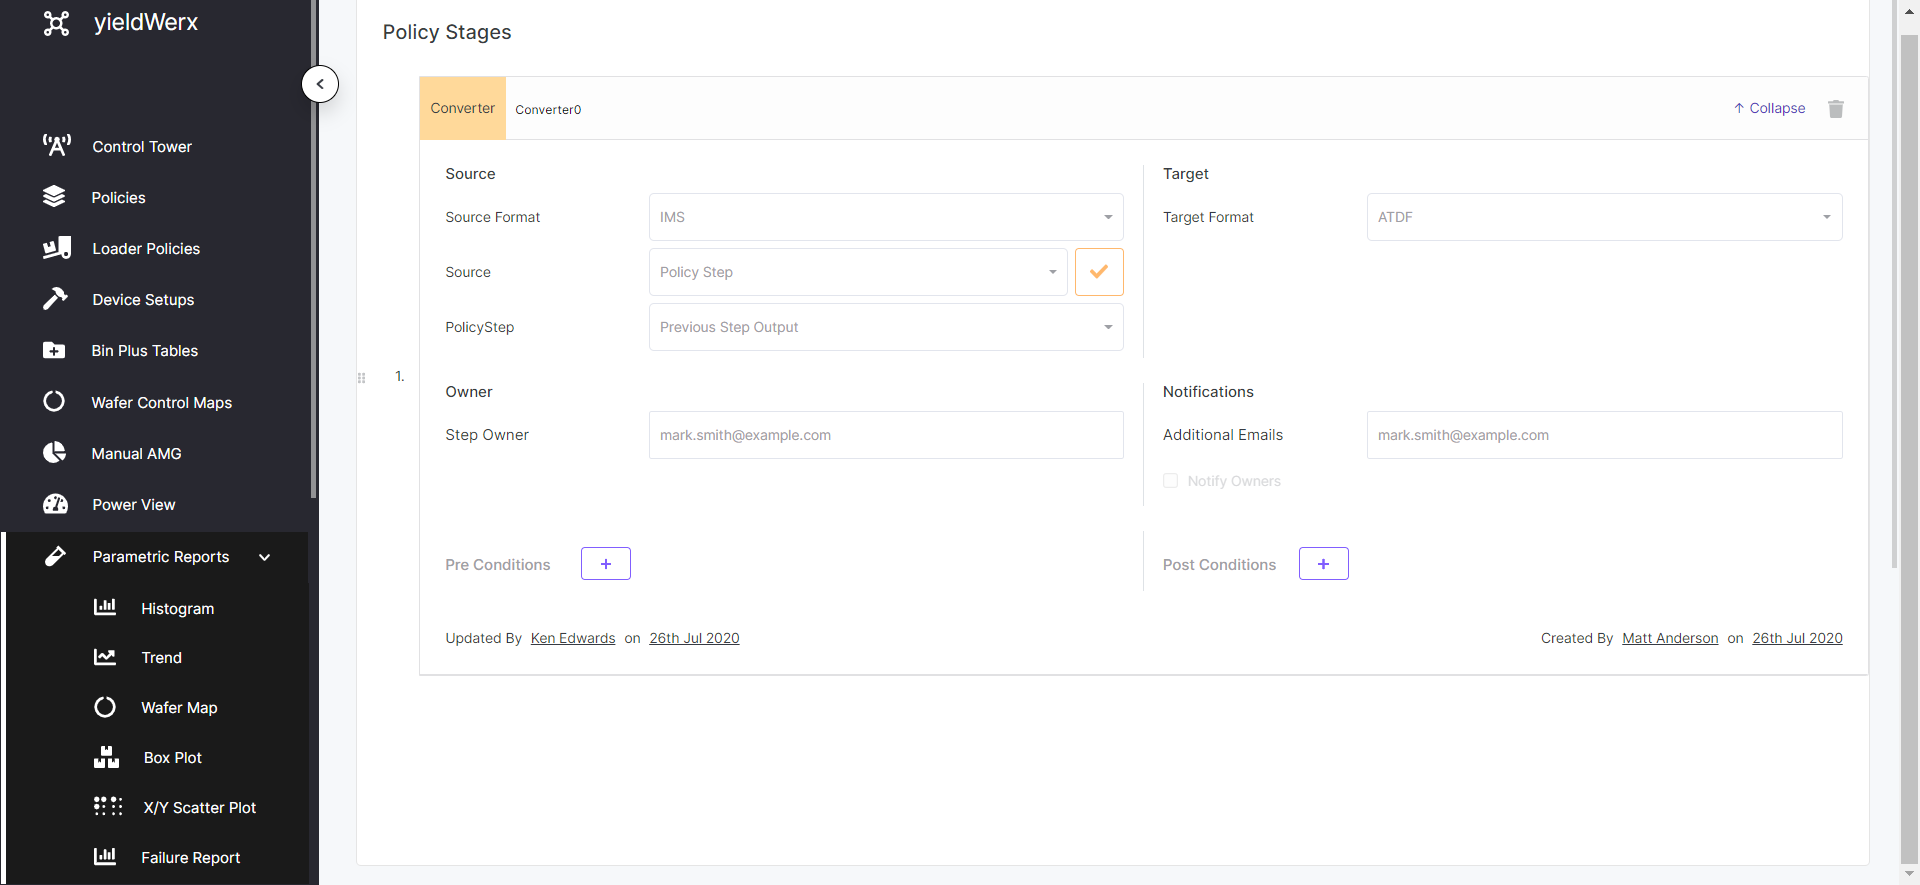 yieldWerx
Control Tower
Policies
Loader Policies
Device Setups
Bin Plus Tables
Wafer Control Maps
Manual AMG
Power View
Parametric Reports
Histogram
Trend
Wafer Map
Box Plot
X/Y Scatter Plot
Failure Report
Policy Stages
1.
Converter Converter0 ↑ Collapse
Source
Source Format IMS
Source Policy Step
PolicyStep Previous Step Output
Target
Target Format ATDF
Owner
Step Owner mark.smith@example.com
Notifications
Additional Emails mark.smith@example.com
Notify Owners
Pre Conditions +
Post Conditions +
Updated By Ken Edwards on 26th Jul 2020
Created By Matt Anderson on 26th Jul 2020